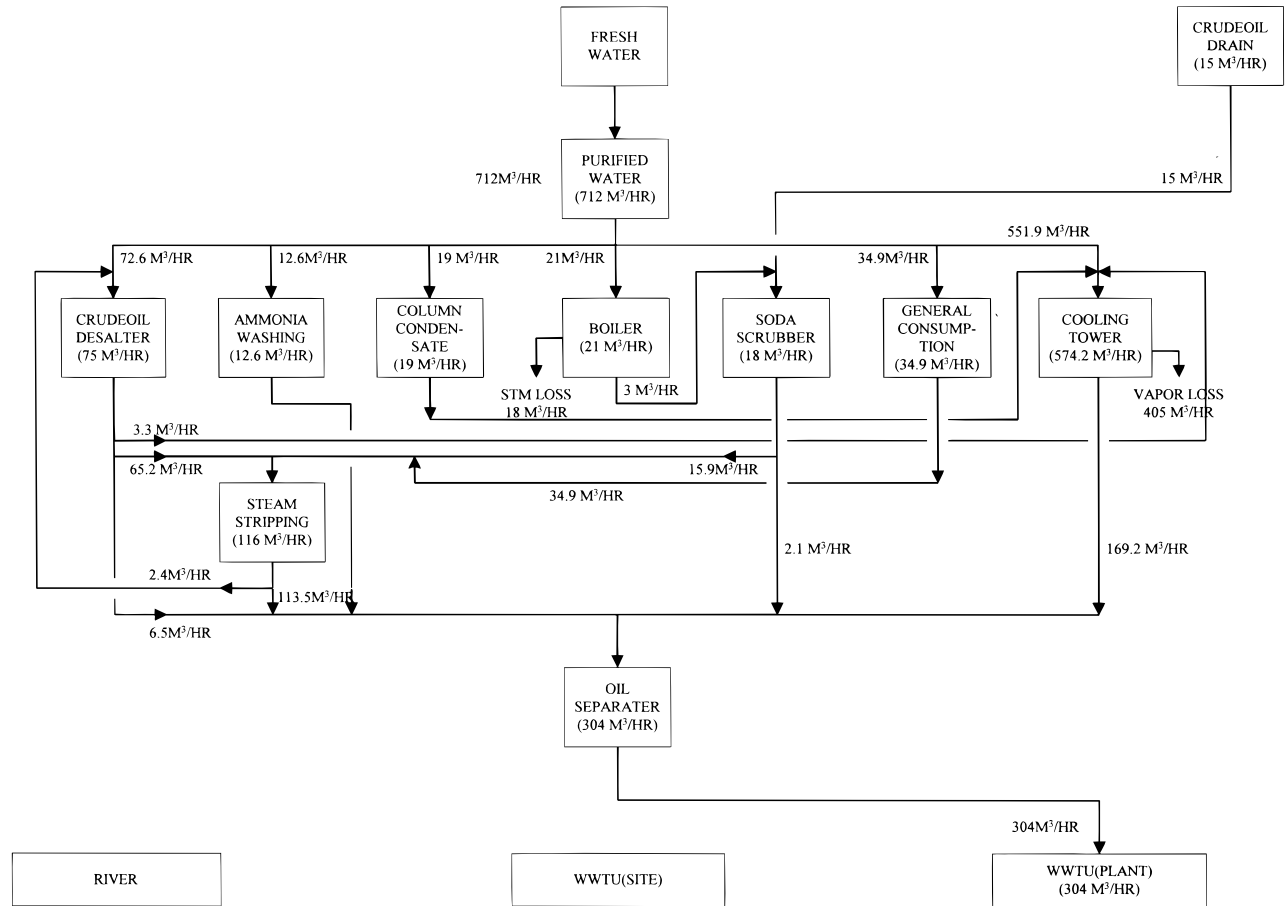 FRESH
WATER
CRUDEOIL
DRAIN
(15 M³/HR)
PURIFIED
WATER
(712 M³/HR)
712M³/HR
15 M³/HR
551.9 M³/HR
72.6 M³/HR
12.6M³/HR
19 M³/HR
21M³/HR
34.9M³/HR
CRUDEOIL
DESALTER
(75 M³/HR)
AMMONIA
WASHING
(12.6 M³/HR)
COLUMN
CONDEN-
SATE
(19 M³/HR)
BOILER
(21 M³/HR)
SODA
SCRUBBER
(18 M³/HR)
GENERAL
CONSUMP-
TION
(34.9 M³/HR)
COOLING
TOWER
(574.2 M³/HR)
STM LOSS
18 M³/HR
3 M³/HR
VAPOR LOSS
405 M³/HR
3.3 M³/HR
65.2 M³/HR
15.9M³/HR
34.9 M³/HR
STEAM
STRIPPING
(116 M³/HR)
2.1 M³/HR
169.2 M³/HR
2.4M³/HR
113.5M³/HR
6.5M³/HR
OIL
SEPARATER
(304 M³/HR)
304M³/HR
RIVER
WWTU(SITE)
WWTU(PLANT)
(304 M³/HR)